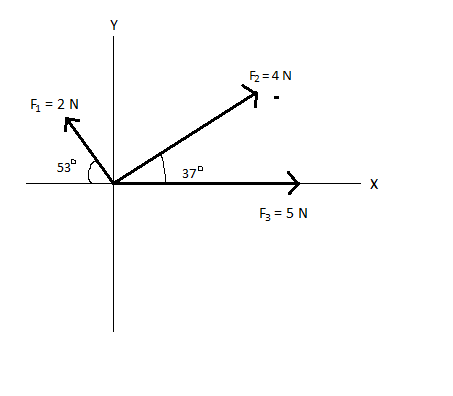 Y
F₂ = 4 N
F₁ = 2 N
53°
37°
X
F₃ = 5 N